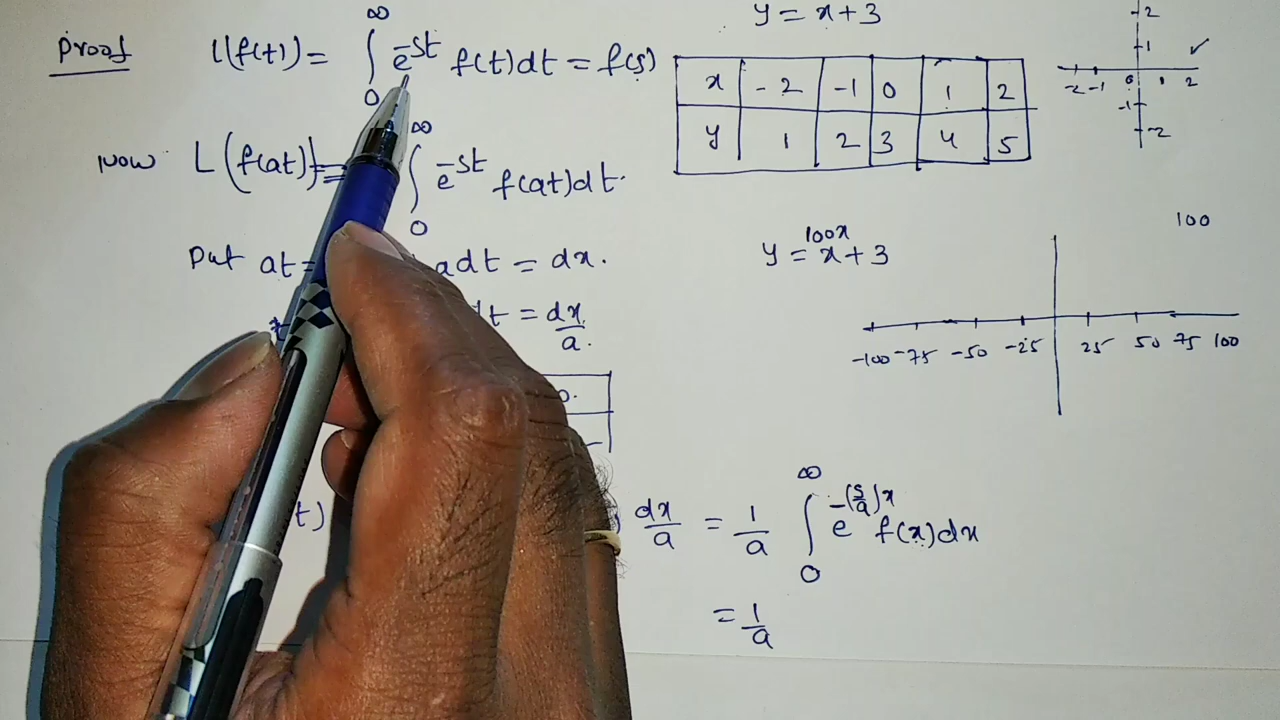 Proof L(f(t)) = ∫₀^∞ e^-st f(t)dt = f(s)
Now L(f(at)) = ∫₀^∞ e^-st f(at)dt.
Put at = adt = dx.
dt = dx/a.
t)
dx/a = 1/a ∫₀^∞ e^-(s/a)x f(x)dx
= 1/a
y = x+3
x -2 -1 0 1 2
y 1 2 3 4 5
2
1 ✓
-2 -1 0 1 2
-1
-2
100
100x
y = x+3
-100 -75 -50 -25 25 50 75 100